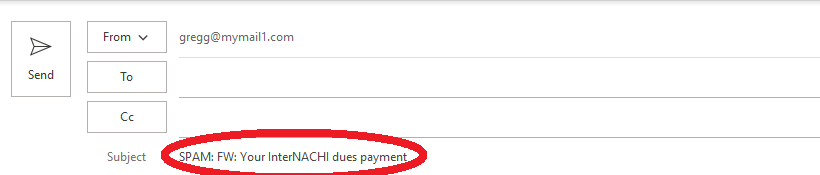 From
gregg@mymail1.com
Send
To
Cc
Subject
SPAM: FW: Your InterNACHI dues payment